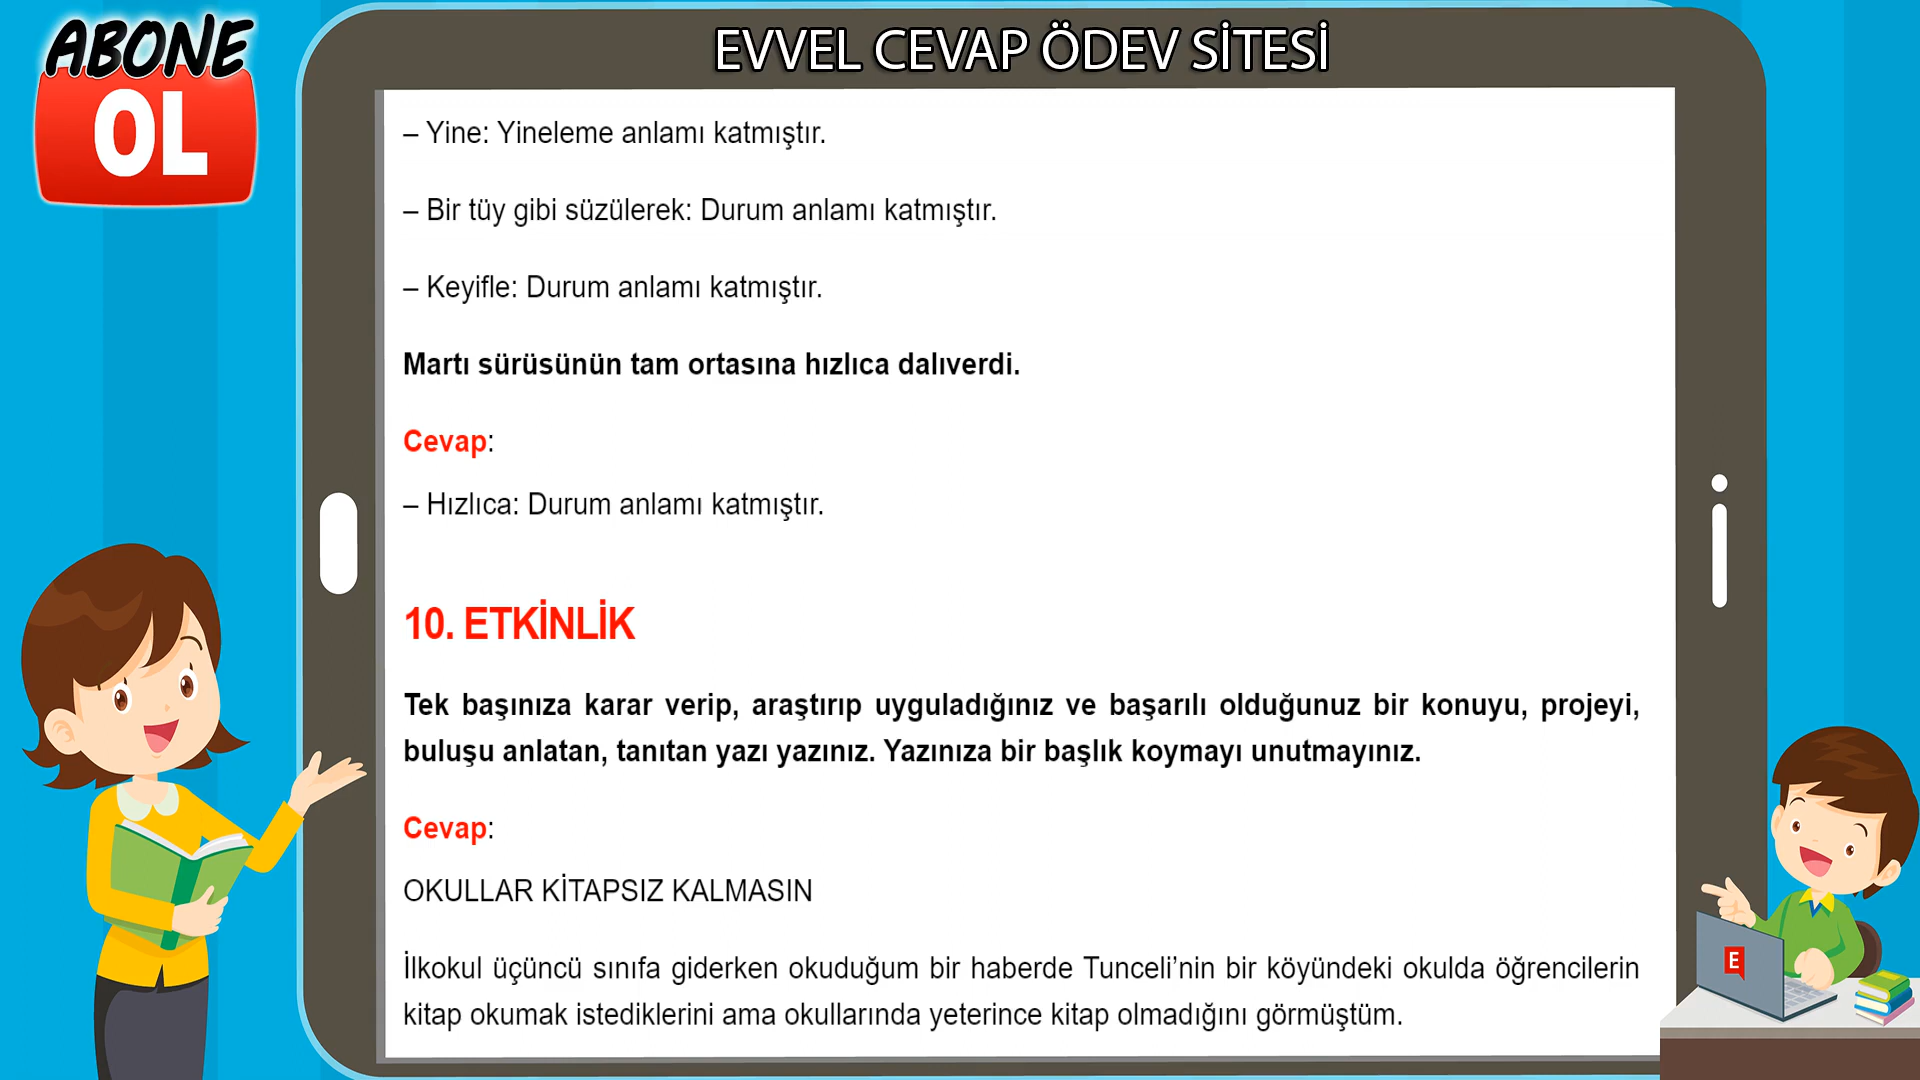 ABONE
OL
EVVEL CEVAP ÖDEV SİTESİ
– Yine: Yineleme anlamı katmıştır.
– Bir tüy gibi süzülerek: Durum anlamı katmıştır.
– Keyifle: Durum anlamı katmıştır.
Martı sürüsünün tam ortasına hızlıca dalıverdi.
Cevap:
– Hızlıca: Durum anlamı katmıştır.
10. ETKİNLİK
Tek başınıza karar verip, araştırıp uyguladığınız ve başarılı olduğunuz bir konuyu, projeyi,
buluşu anlatan, tanıtan yazı yazınız. Yazınıza bir başlık koymayı unutmayınız.
Cevap:
OKULLAR KİTAPSIZ KALMASIN
İlkokul üçüncü sınıfa giderken okuduğum bir haberde Tunceli’nin bir köyündeki okulda öğrencilerin
kitap okumak istediklerini ama okullarında yeterince kitap olmadığını görmüştüm.
E